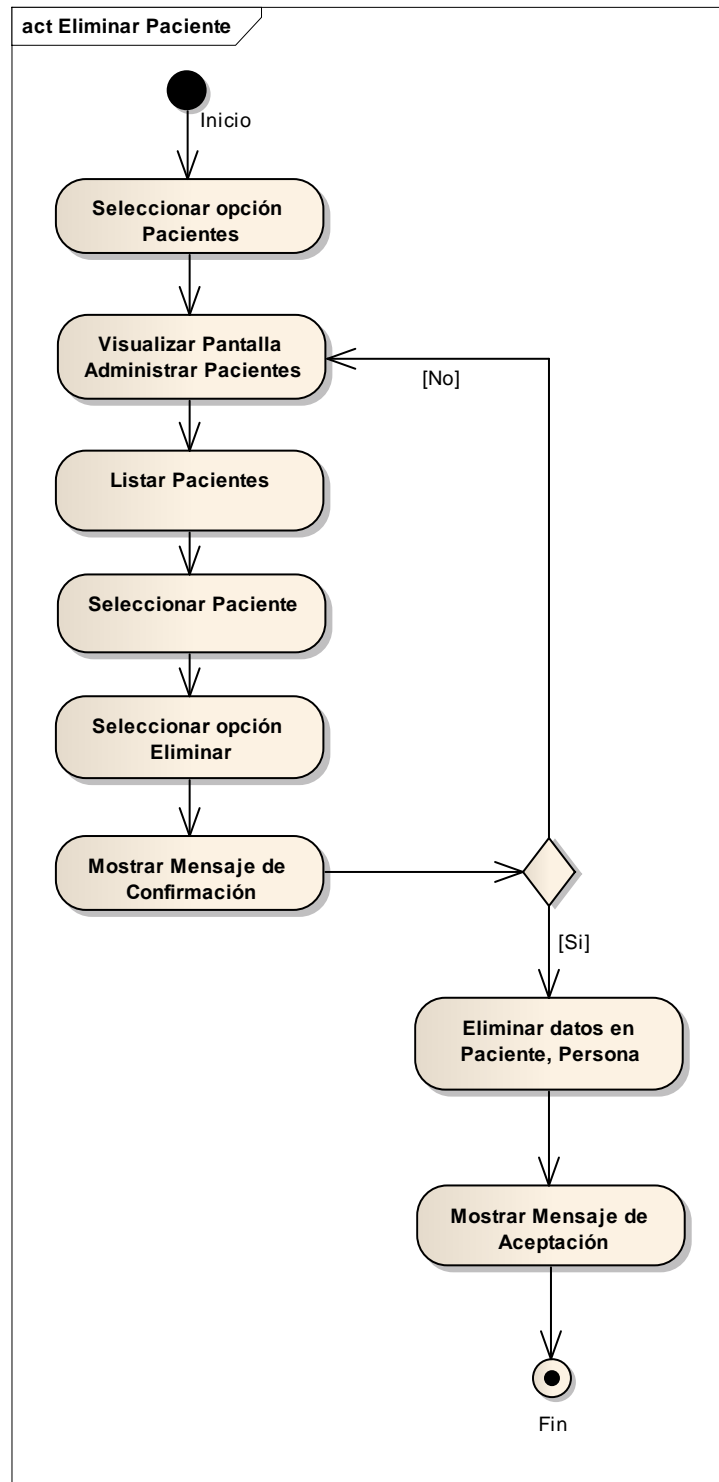 act Eliminar Paciente
Inicio
Seleccionar opción
Pacientes
Visualizar Pantalla
Administrar Pacientes
[No]
Listar Pacientes
Seleccionar Paciente
Seleccionar opción
Eliminar
Mostrar Mensaje de
Confirmación
[Si]
Eliminar datos en
Paciente, Persona
Mostrar Mensaje de
Aceptación
Fin